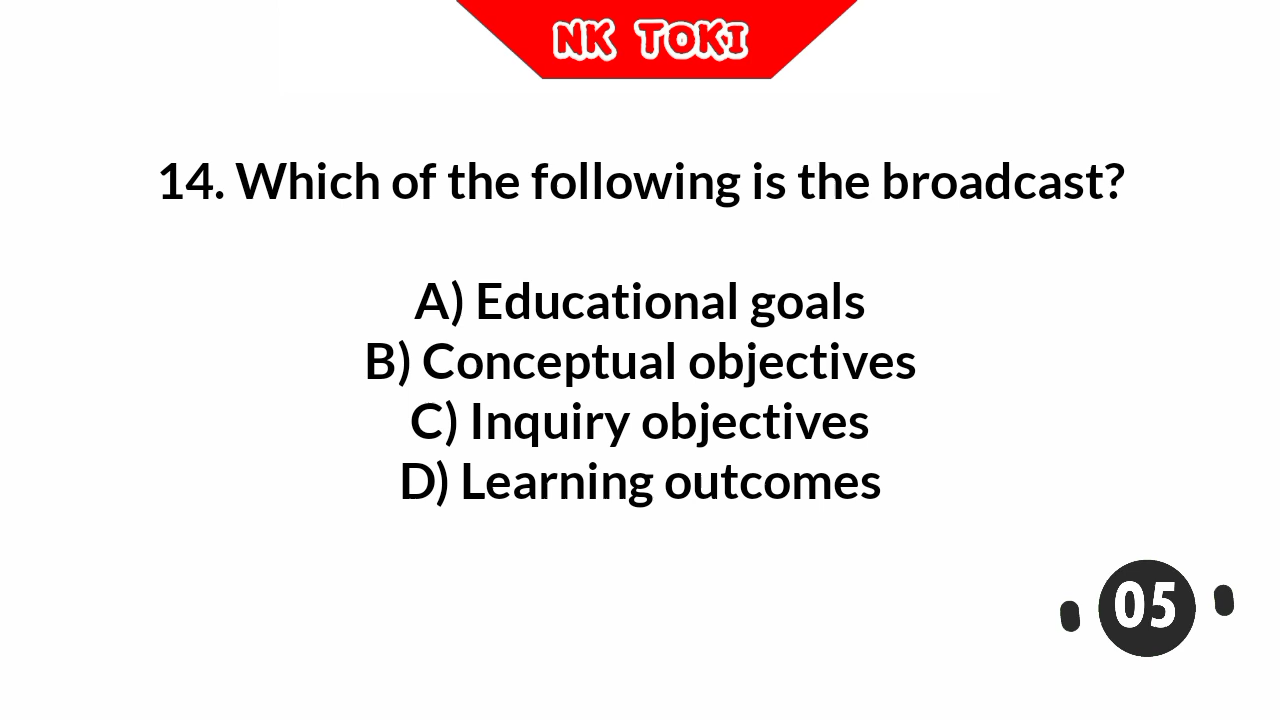 NK TOKI
14. Which of the following is the broadcast?
A) Educational goals
B) Conceptual objectives
C) Inquiry objectives
D) Learning outcomes
05